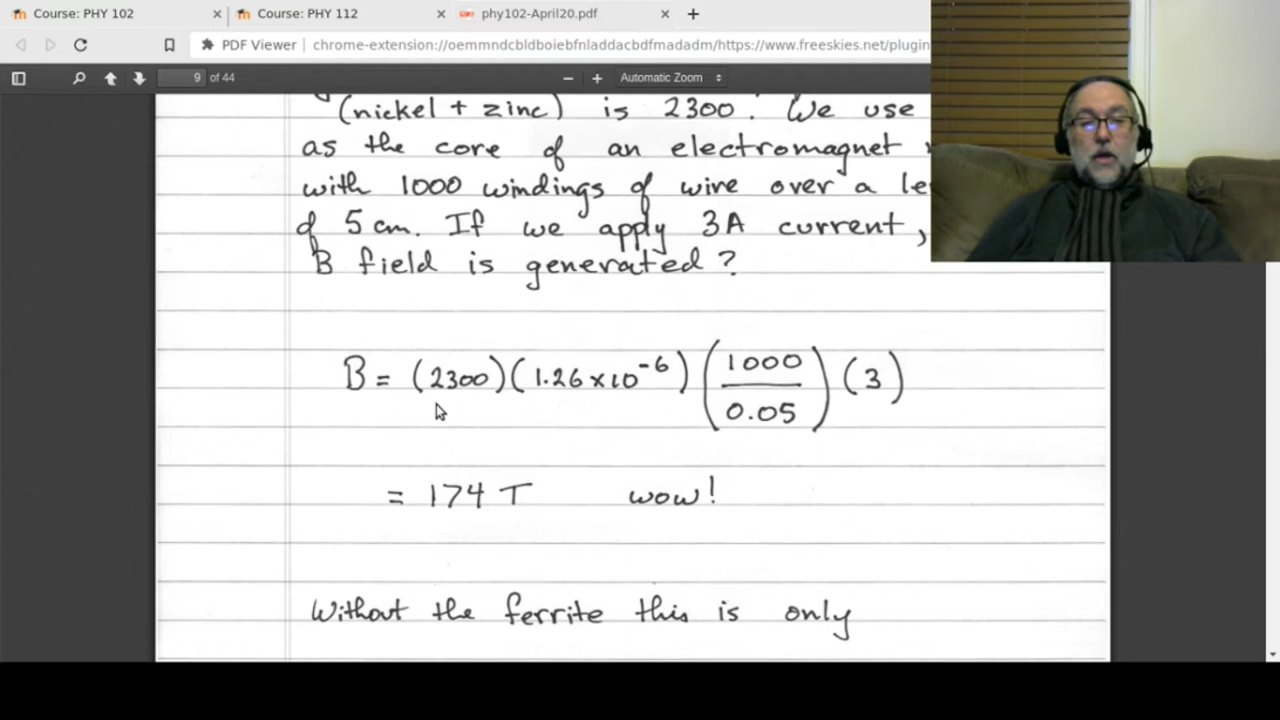 Course: PHY 102
Course: PHY 112
phy102-April20.pdf
PDF Viewer
chrome-extension://oemmndcbldboiebfnladdacbdfmadadm/https://www.freeskies.net/plugin
9 of 44
Automatic Zoom
(nickel + zinc) is 2300. We use
as the core of an electromagnet
with 1000 windings of wire over a le
of 5 cm. If we apply 3A current,
B field is generated?
B = (2300)(1.26 × 10⁻⁶)(1000/0.05)(3)
= 174 T wow!
Without the ferrite this is only